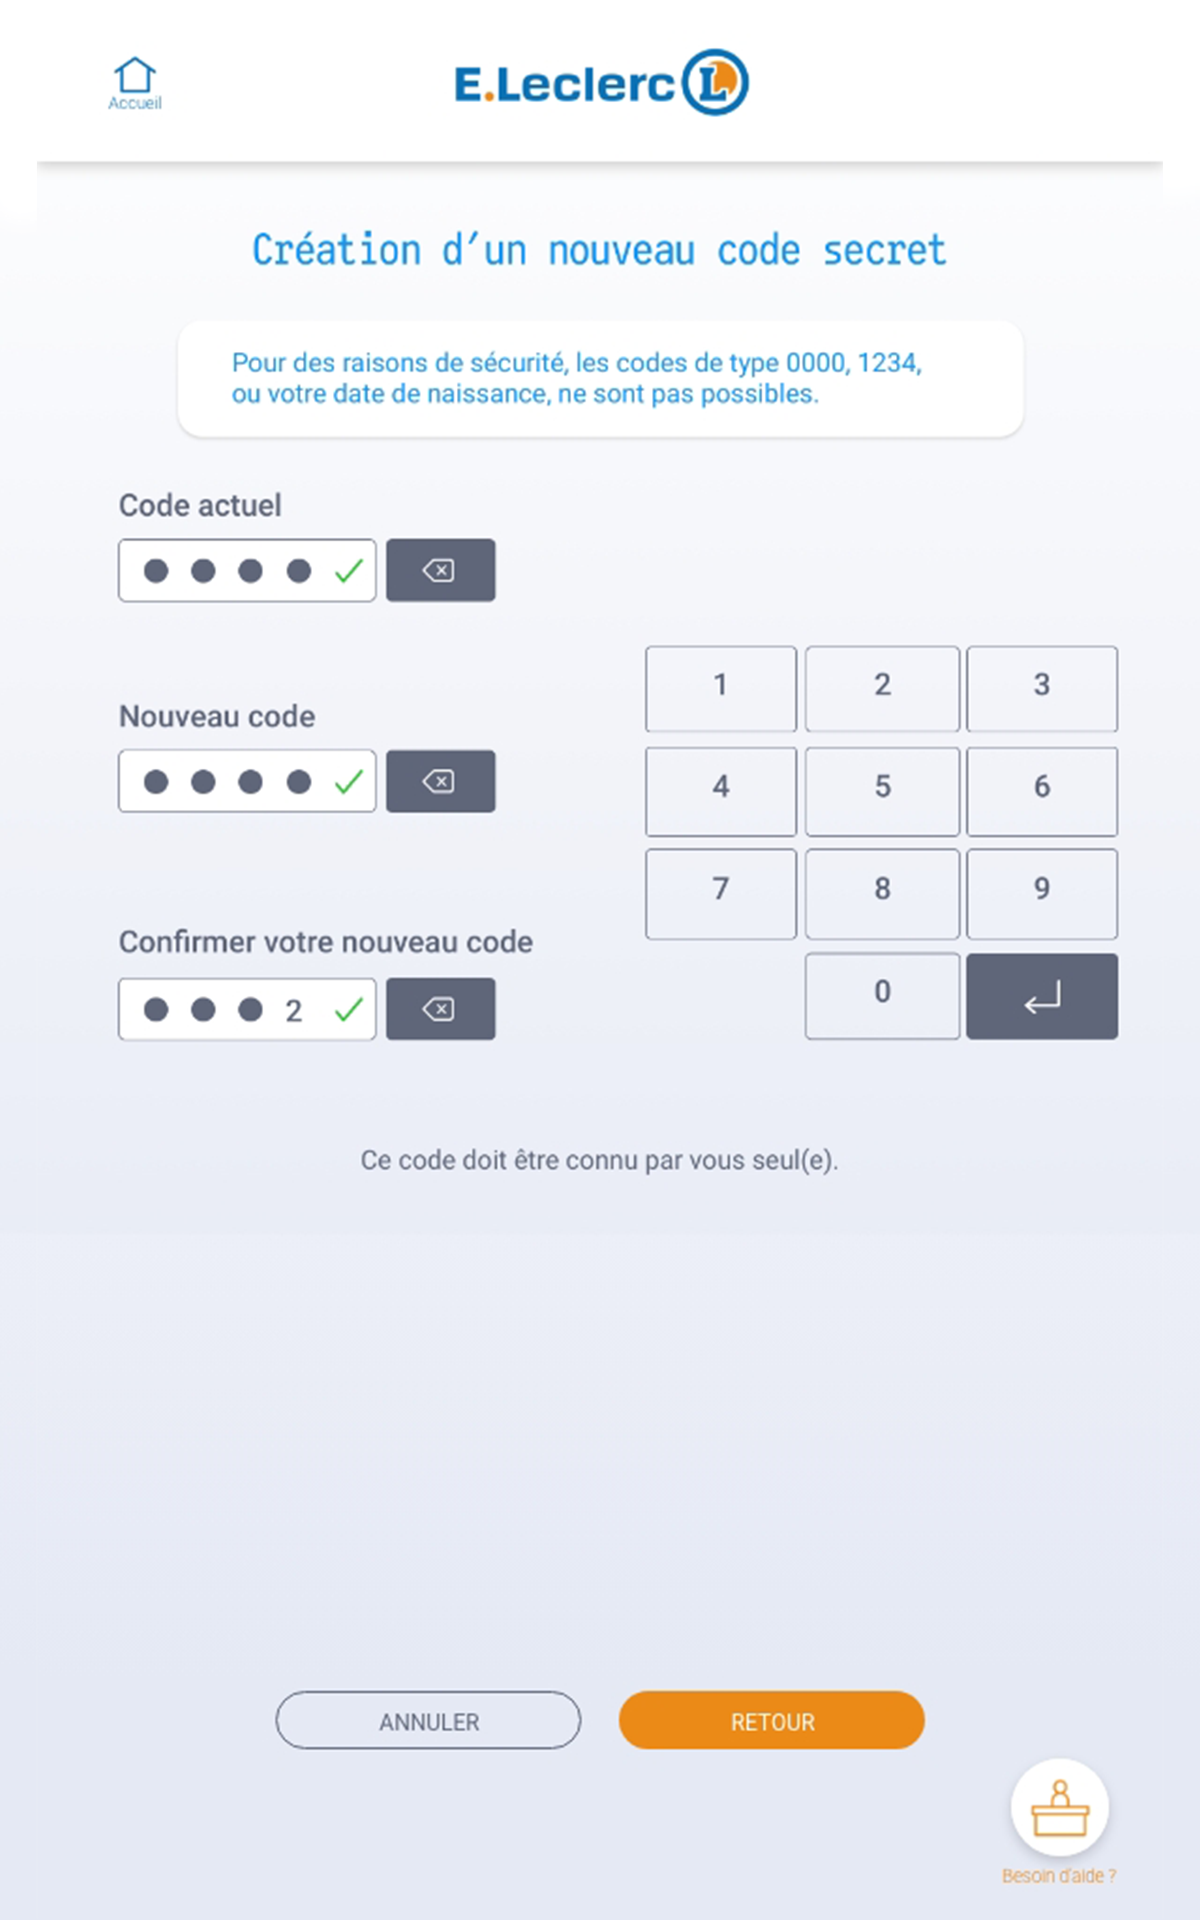 Accueil
E.Leclerc L
Création d'un nouveau code secret
Pour des raisons de sécurité, les codes de type 0000, 1234,
ou votre date de naissance, ne sont pas possibles.
Code actuel
Nouveau code
Confirmer votre nouveau code
2
1 2 3
4 5 6
7 8 9
0
Ce code doit être connu par vous seul(e).
ANNULER RETOUR
Besoin d'aide ?